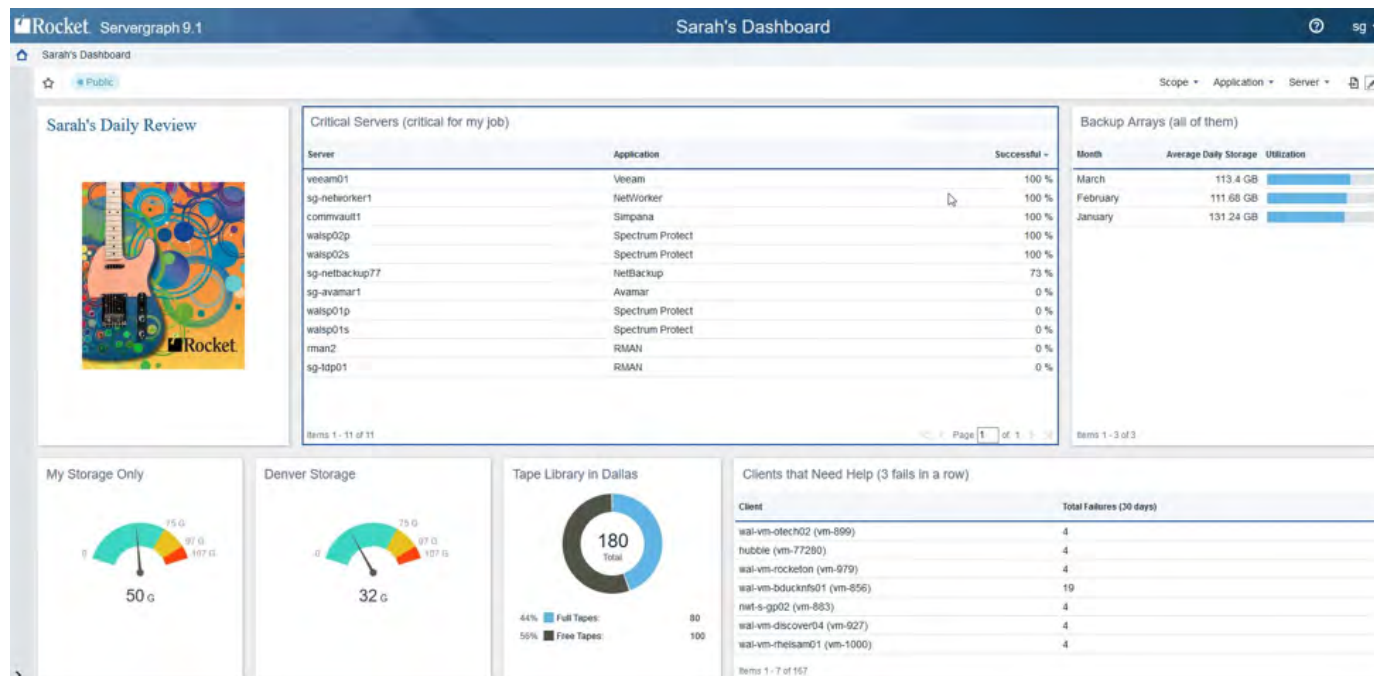 Rocket Servergraph 9.1
Sarah's Dashboard
sg
Sarah's Dashboard
Public
Scope
Application
Server
Sarah's Daily Review
Rocket
Critical Servers (critical for my job)
Server Application Successful
veeam01 Veeam 100 %
sg-networker1 NetWorker 100 %
commvault1 Simpana 100 %
walsp02p Spectrum Protect 100 %
walsp02s Spectrum Protect 100 %
sg-netbackup77 NetBackup 73 %
sg-avamar1 Avamar 0 %
walsp01p Spectrum Protect 0 %
walsp01s Spectrum Protect 0 %
rman2 RMAN 0 %
sg-tdp01 RMAN 0 %
Items 1 - 11 of 11
Page 1 of 1
Backup Arrays (all of them)
Month Average Daily Storage Utilization
March 113.4 GB
February 111.68 GB
January 131.24 GB
Items 1 - 3 of 3
My Storage Only
0
75 G
97 G
107 G
50 G
Denver Storage
0
75 G
97 G
107 G
32 G
Tape Library in Dallas
180
Total
44% Full Tapes: 80
56% Free Tapes: 100
Clients that Need Help (3 fails in a row)
Client Total Failures (30 days)
wal-vm-otech02 (vm-899) 4
hubble (vm-77280) 4
wal-vm-rocketon (vm-979) 4
wal-vm-bducknfs01 (vm-856) 19
nwt-s-gp02 (vm-883) 4
wal-vm-discover04 (vm-927) 4
wal-vm-rhelsam01 (vm-1000) 4
Items 1 - 7 of 167